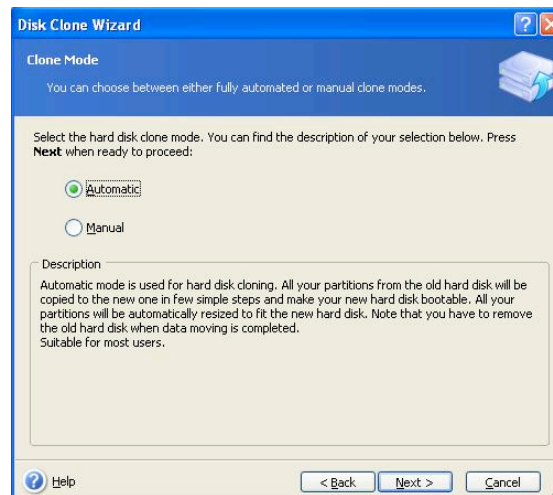 Disk Clone Wizard
Clone Mode
You can choose between either fully automated or manual clone modes.
Select the hard disk clone mode. You can find the description of your selection below. Press
Next when ready to proceed:
Automatic
Manual
Description
Automatic mode is used for hard disk cloning. All your partitions from the old hard disk will be
copied to the new one in few simple steps and make your new hard disk bootable. All your
partitions will be automatically resized to fit the new hard disk. Note that you have to remove
the old hard disk when data moving is completed.
Suitable for most users.
? Help
< Back
Next >
Cancel